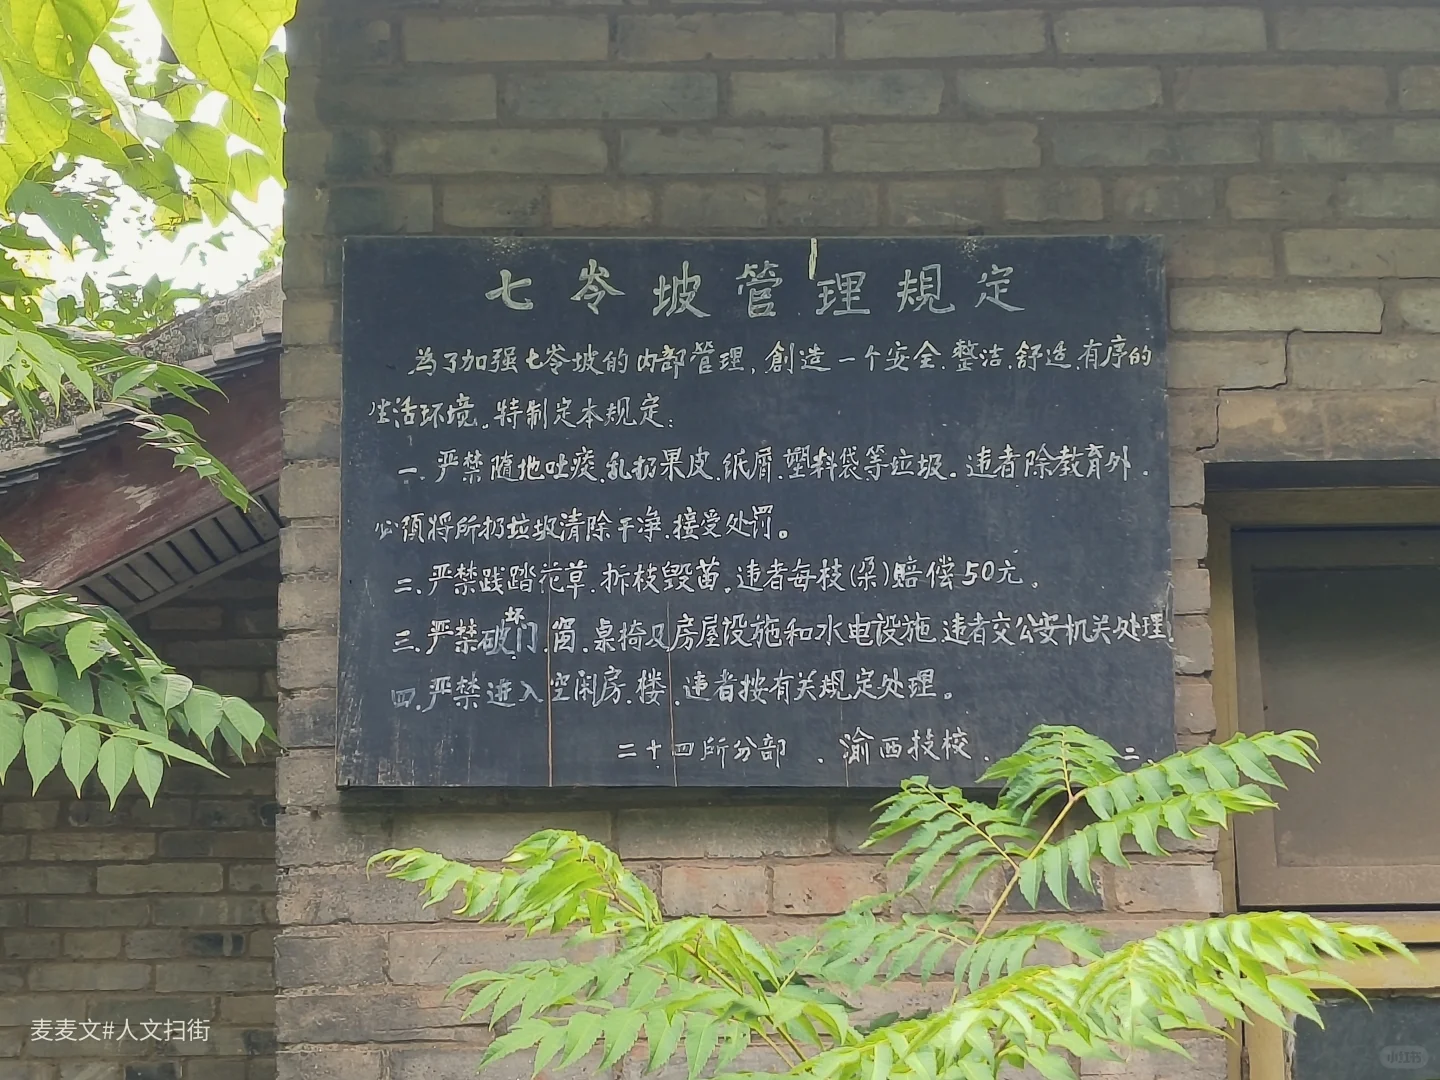 七岺坡管理規定
為了加强七岺坡的内部管理,創造一个安全.整洁.舒适.有序的
生活环境。特制定本规定:
一.严禁随地吐痰.乱扔果皮.纸屑.塑料袋等垃圾。违者除教育外.
必须将所扔垃圾清除干净.接受处罚。
二.严禁践踏花草.折枝毁苗。违者每枝(朵)赔偿50元。
三.严禁破坏门.窗.桌椅及房屋设施和水电设施.违者交公安机关处理.
四.严禁进入空闲房.楼.违者按有关规定处理。
二十四所分部.渝西技校.二
麦麦文#人文扫街
小红书